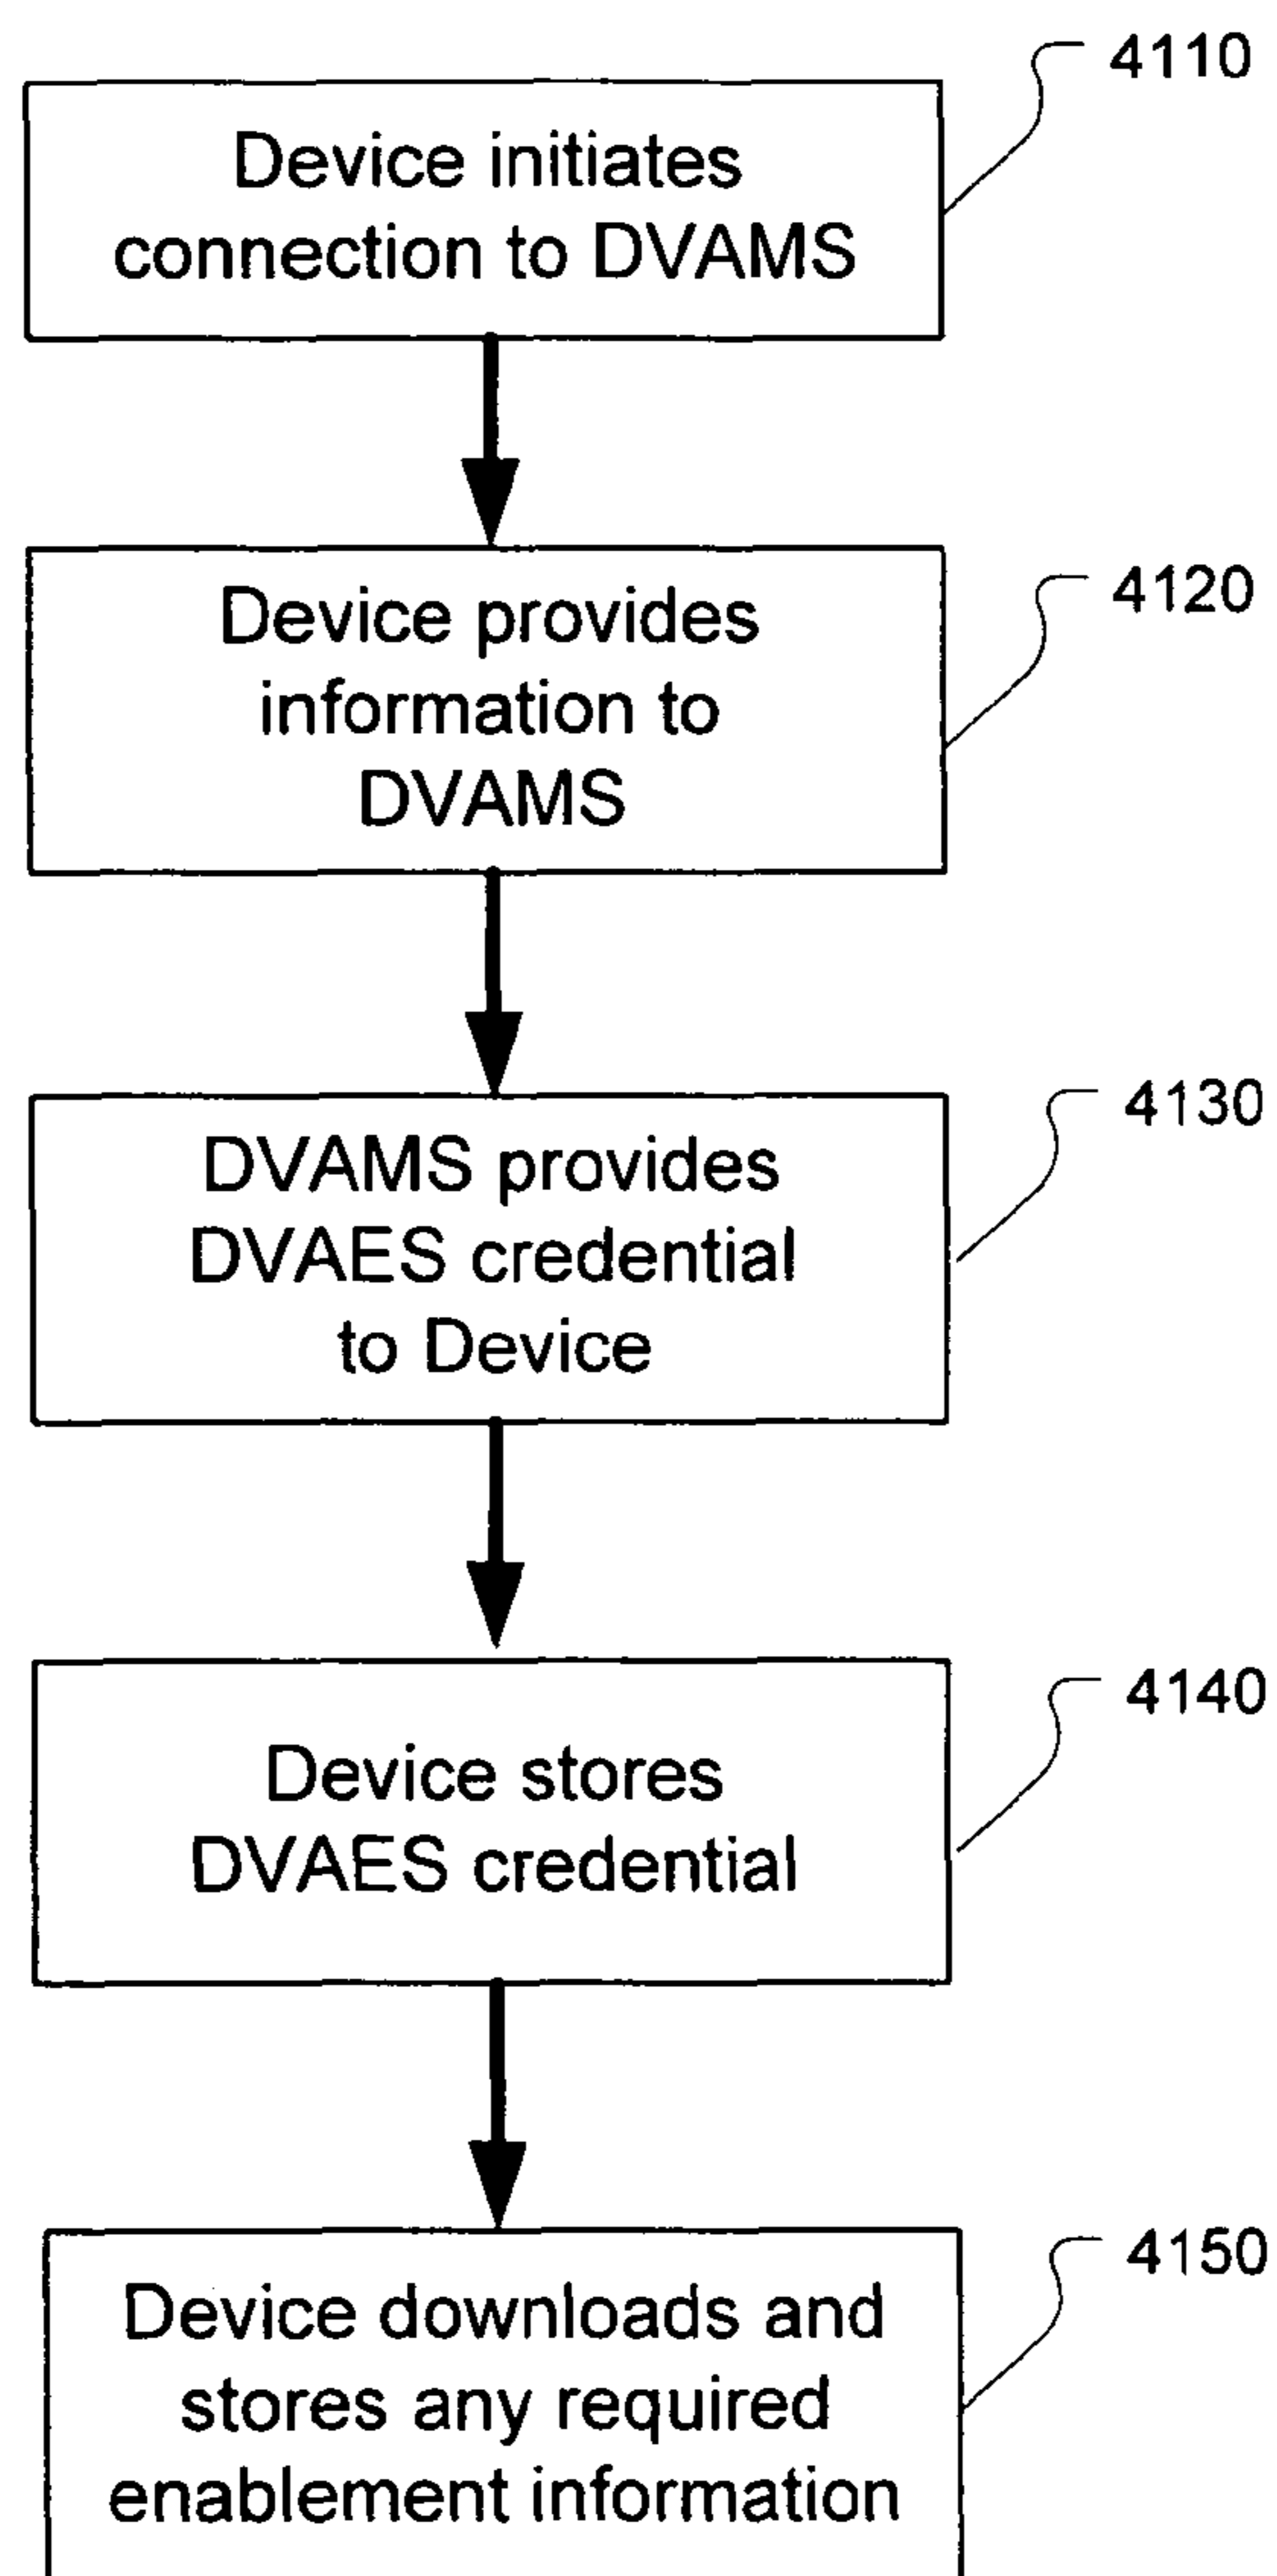 4110
Device initiates
connection to DVAMS
4120
Device provides
information to
DVAMS
4130
DVAMS provides
DVAES credential
to Device
4140
Device stores
DVAES credential
4150
Device downloads and
stores any required
enablement information